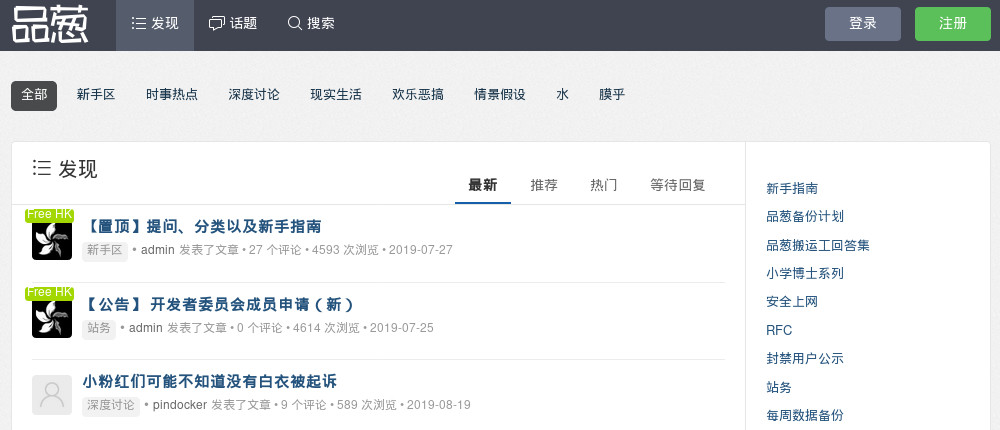 品葱 发现 话题 搜索 登录 注册
全部 新手区 时事热点 深度讨论 现实生活 欢乐恶搞 情景假设 水 膜乎
发现
最新 推荐 热门 等待回复
Free HK
【置顶】提问、分类以及新手指南
新手区 • admin 发表了文章 • 27 个评论 • 4593 次浏览 • 2019-07-27
Free HK
【公告】 开发者委员会成员申请（新）
站务 • admin 发表了文章 • 0 个评论 • 4614 次浏览 • 2019-07-25
小粉红们可能不知道没有白衣被起诉
深度讨论 • pindocker 发表了文章 • 9 个评论 • 589 次浏览 • 2019-08-19
新手指南
品葱备份计划
品葱搬运工回答集
小学博士系列
安全上网
RFC
封禁用户公示
站务
每周数据备份